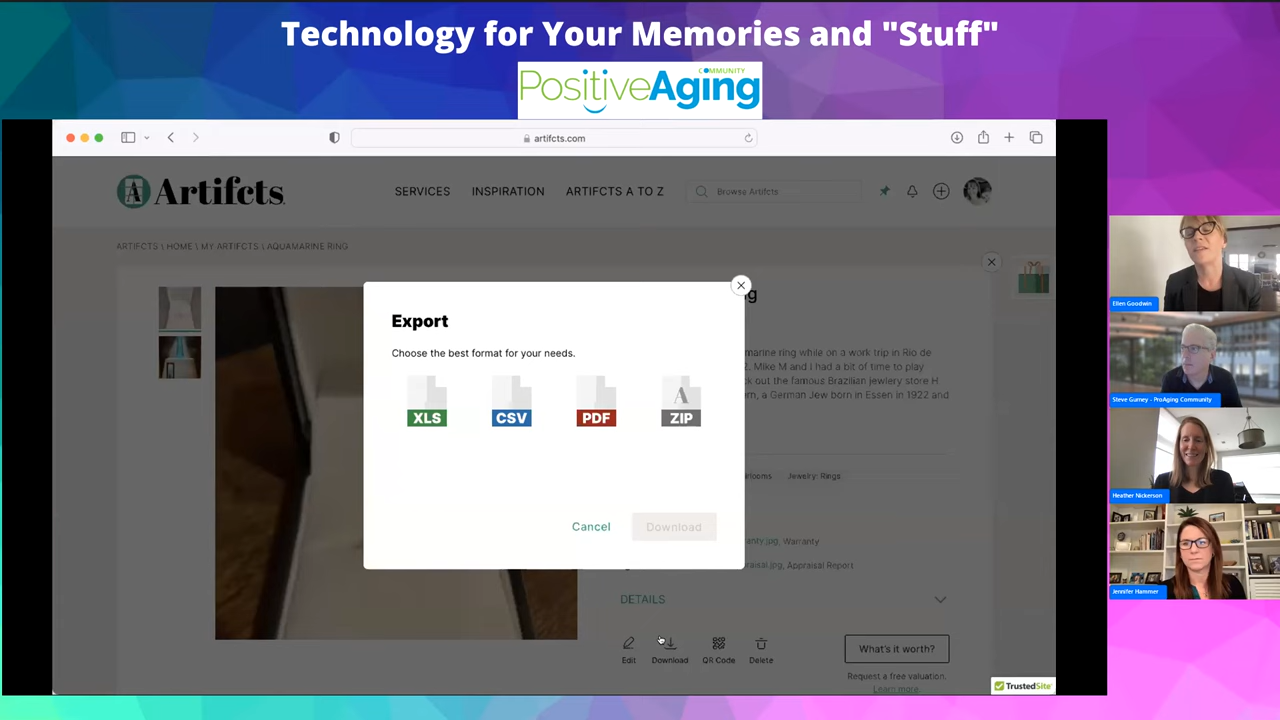 Technology for Your Memories and "Stuff"
COMMUNITY
PositiveAging
artifcts.com
Artifcts
SERVICES
INSPIRATION
ARTIFCTS A TO Z
Browse Artifcts
ARTIFCTS \ HOME \ MY ARTIFCTS \ AQUAMARINE RING
g
Export
Choose the best format for your needs.
XLS
CSV
PDF
ZIP
Cancel
Download
marine ring while on a work trip in Rio de
2. Mike M and I had a bit of time to play
ck out the famous Brazilian jewelry store H
rn, a German Jew born in Essen in 1922 and
looms
Jewelry: Rings
anty.jpg, Warranty
raisal.jpg, Appraisal Report
DETAILS
Edit
Download
QR Code
Delete
What's it worth?
Request a free valuation.
Learn more.
TrustedSite
Ellen Goodwin
Steve Gurney - ProAging Community
Heather Nickerson
Jennifer Hammer